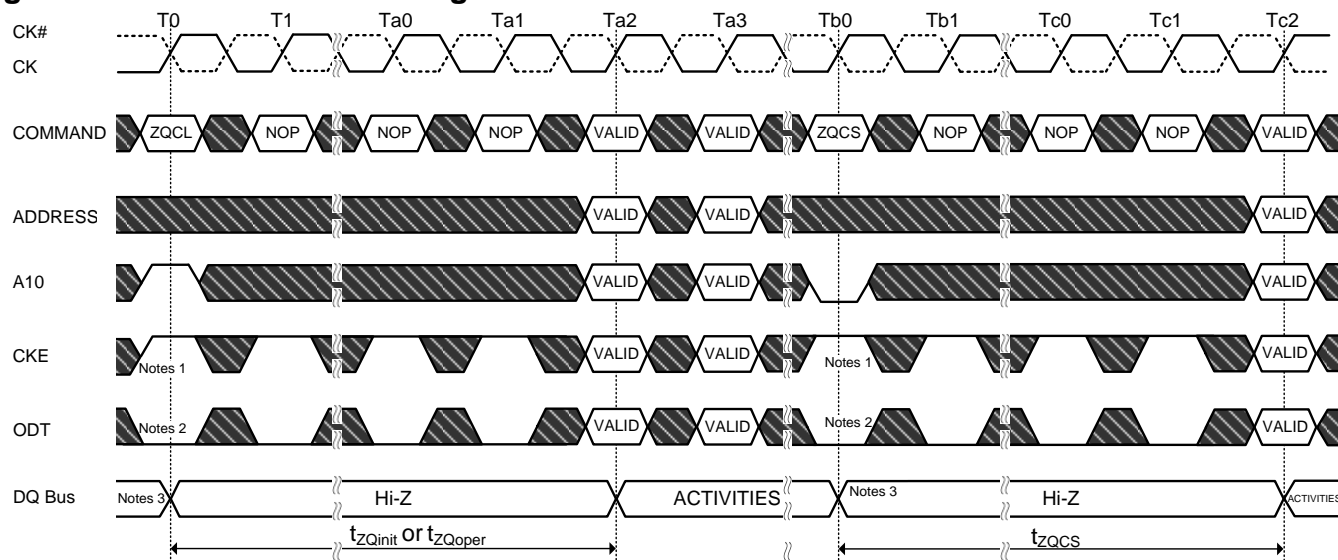 T0 T1 Ta0 Ta1 Ta2 Ta3 Tb0 Tb1 Tc0 Tc1 Tc2
CK#
CK
COMMAND ZQCL NOP NOP NOP VALID VALID ZQCS NOP NOP NOP VALID
ADDRESS VALID VALID VALID
A10 VALID VALID VALID
CKE Notes 1 VALID VALID Notes 1 VALID
ODT Notes 2 VALID VALID Notes 2 VALID
DQ Bus Notes 3 Hi-Z ACTIVITIES Notes 3 Hi-Z ACTIVITIES
tZQinit or tZQoper tZQCS